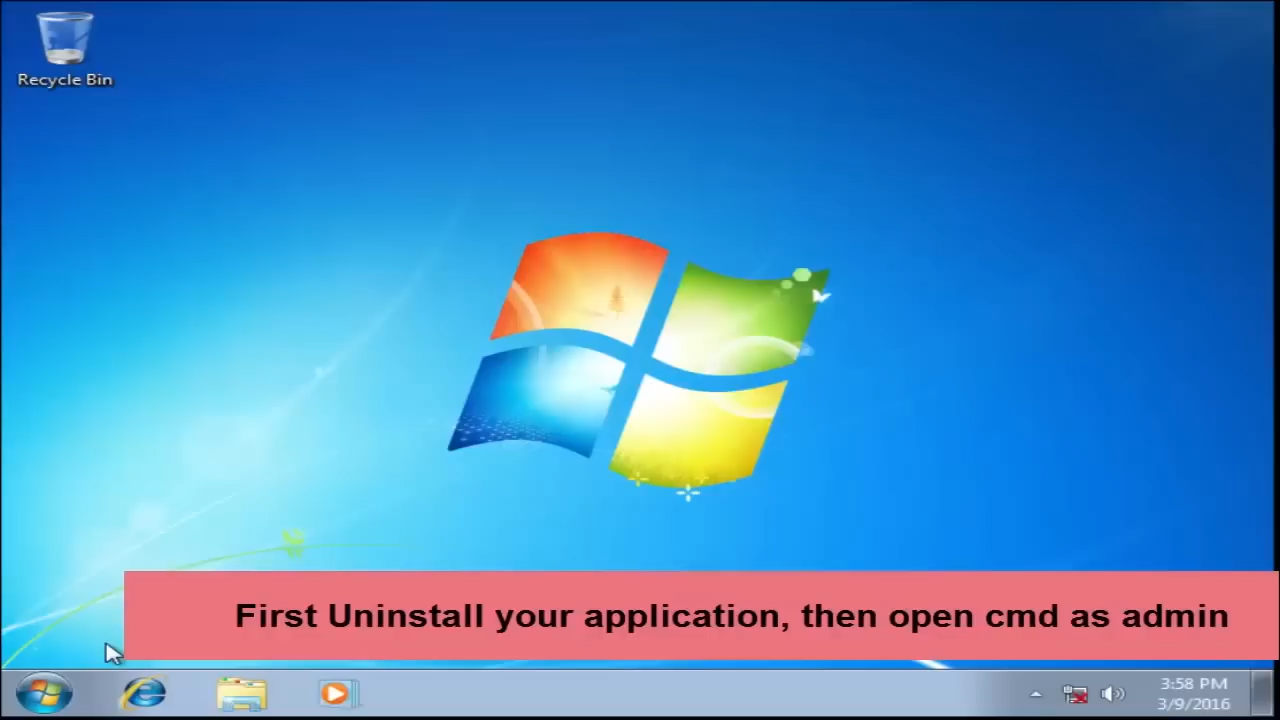 Recycle Bin
First Uninstall your application, then open cmd as admin
3:58 PM
3/9/2016